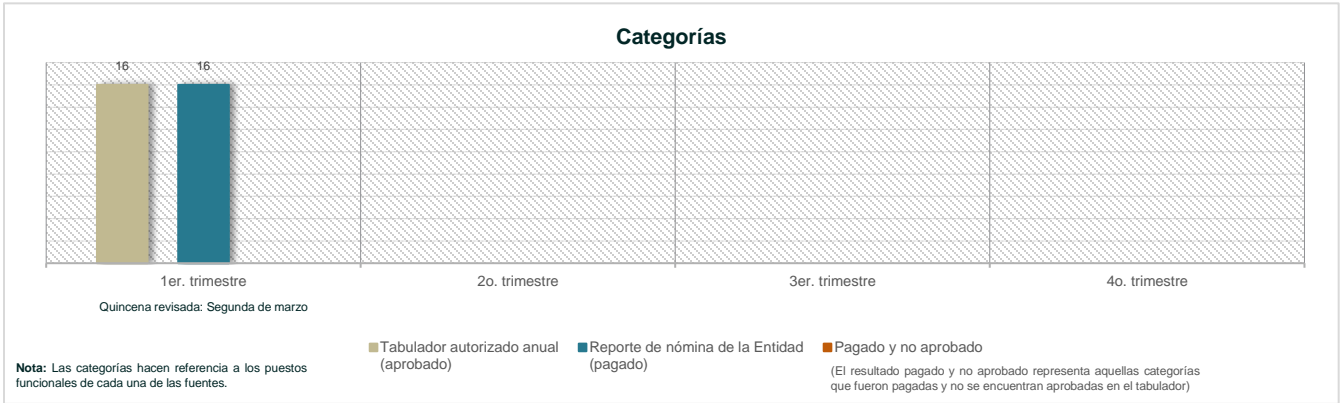 Categorías
16
16
1er. trimestre
2o. trimestre
3er. trimestre
4o. trimestre
Quincena revisada: Segunda de marzo
Tabulador autorizado anual
(aprobado)
Reporte de nómina de la Entidad
(pagado)
Pagado y no aprobado
(El resultado pagado y no aprobado representa aquellas categorías
que fueron pagadas y no se encuentran aprobadas en el tabulador)
Nota: Las categorías hacen referencia a los puestos
funcionales de cada una de las fuentes.